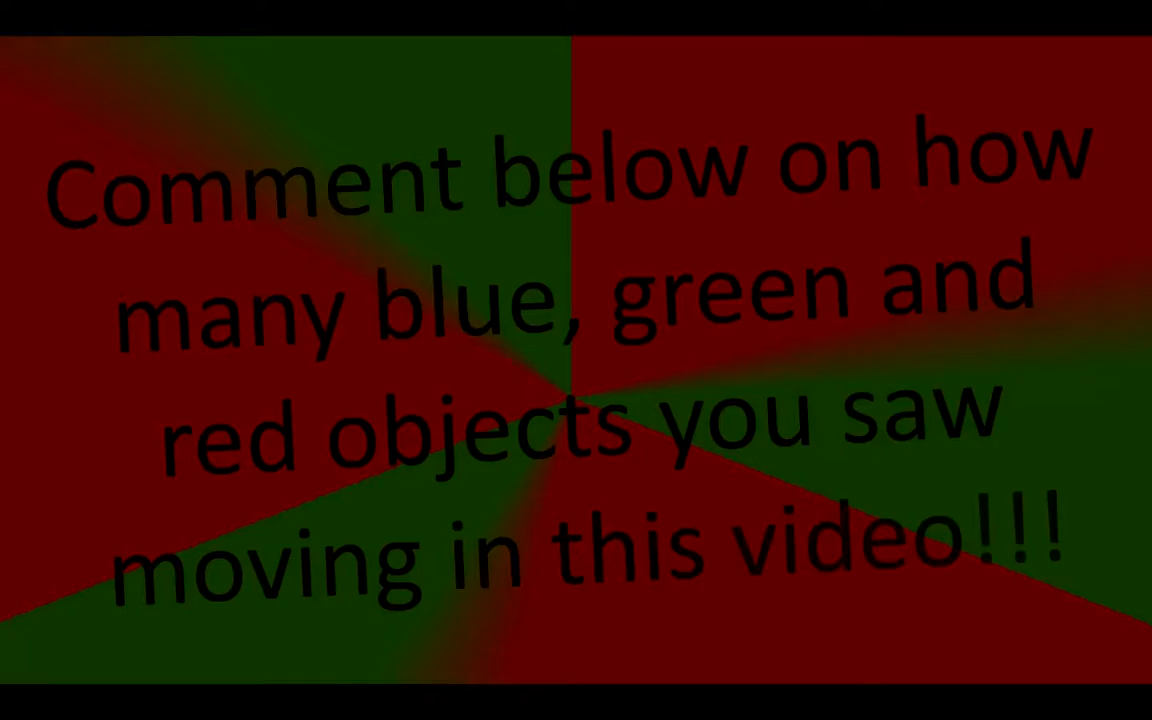 Comment below on how
many blue, green and
red objects you saw
moving in this video!!!